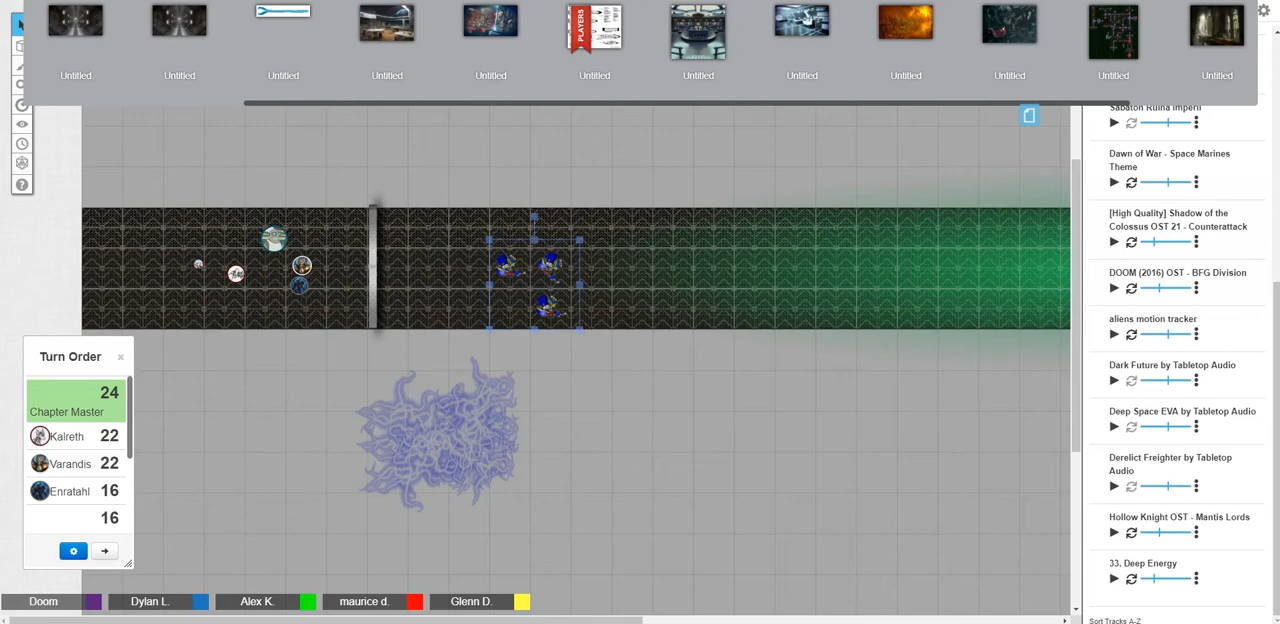 PLAYERS
Untitled Untitled Untitled Untitled Untitled Untitled Untitled Untitled Untitled Untitled Untitled Untitled
Sabaton Ruina Imperii
Dawn of War - Space Marines
Theme
[High Quality] Shadow of the
Colossus OST 21 - Counterattack
DOOM (2016) OST - BFG Division
aliens motion tracker
Dark Future by Tabletop Audio
Deep Space EVA by Tabletop Audio
Derelict Freighter by Tabletop
Audio
Hollow Knight OST - Mantis Lords
33. Deep Energy
Sort Tracks A-Z
Turn Order ×
24
Chapter Master
Kalreth 22
Varandis 22
Enratahl 16
16
Doom Dylan L. Alex K. maurice d. Glenn D.